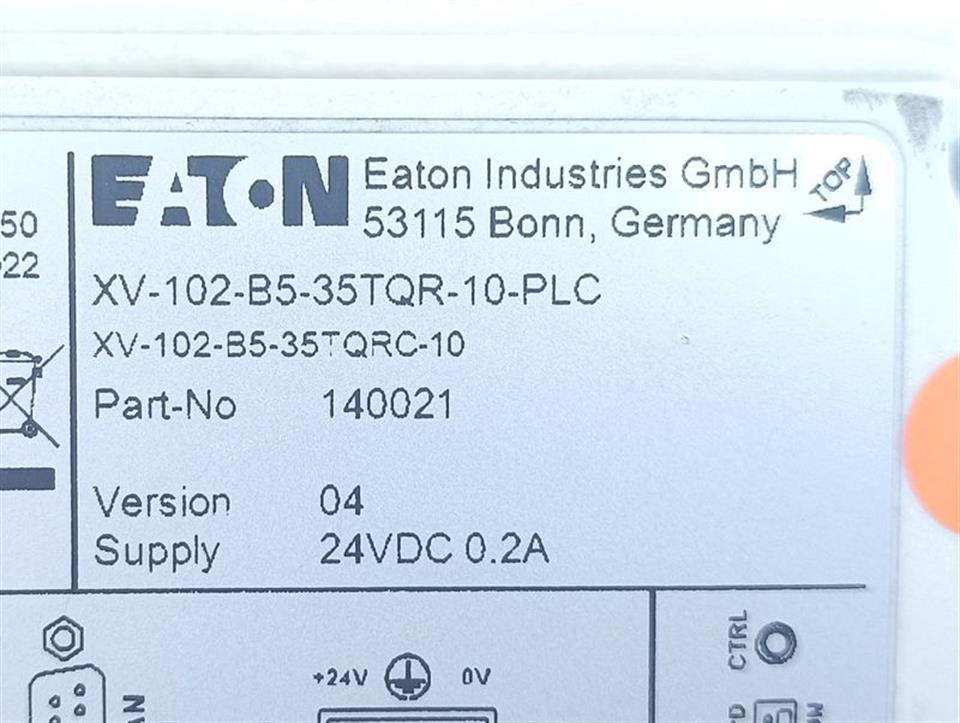 EATON Eaton Industries GmbH
53115 Bonn, Germany
TOP
50
22
XV-102-B5-35TQR-10-PLC
XV-102-B5-35TQRC-10
Part-No 140021
Version 04
Supply 24VDC 0.2A
+24V 0V
CTRL